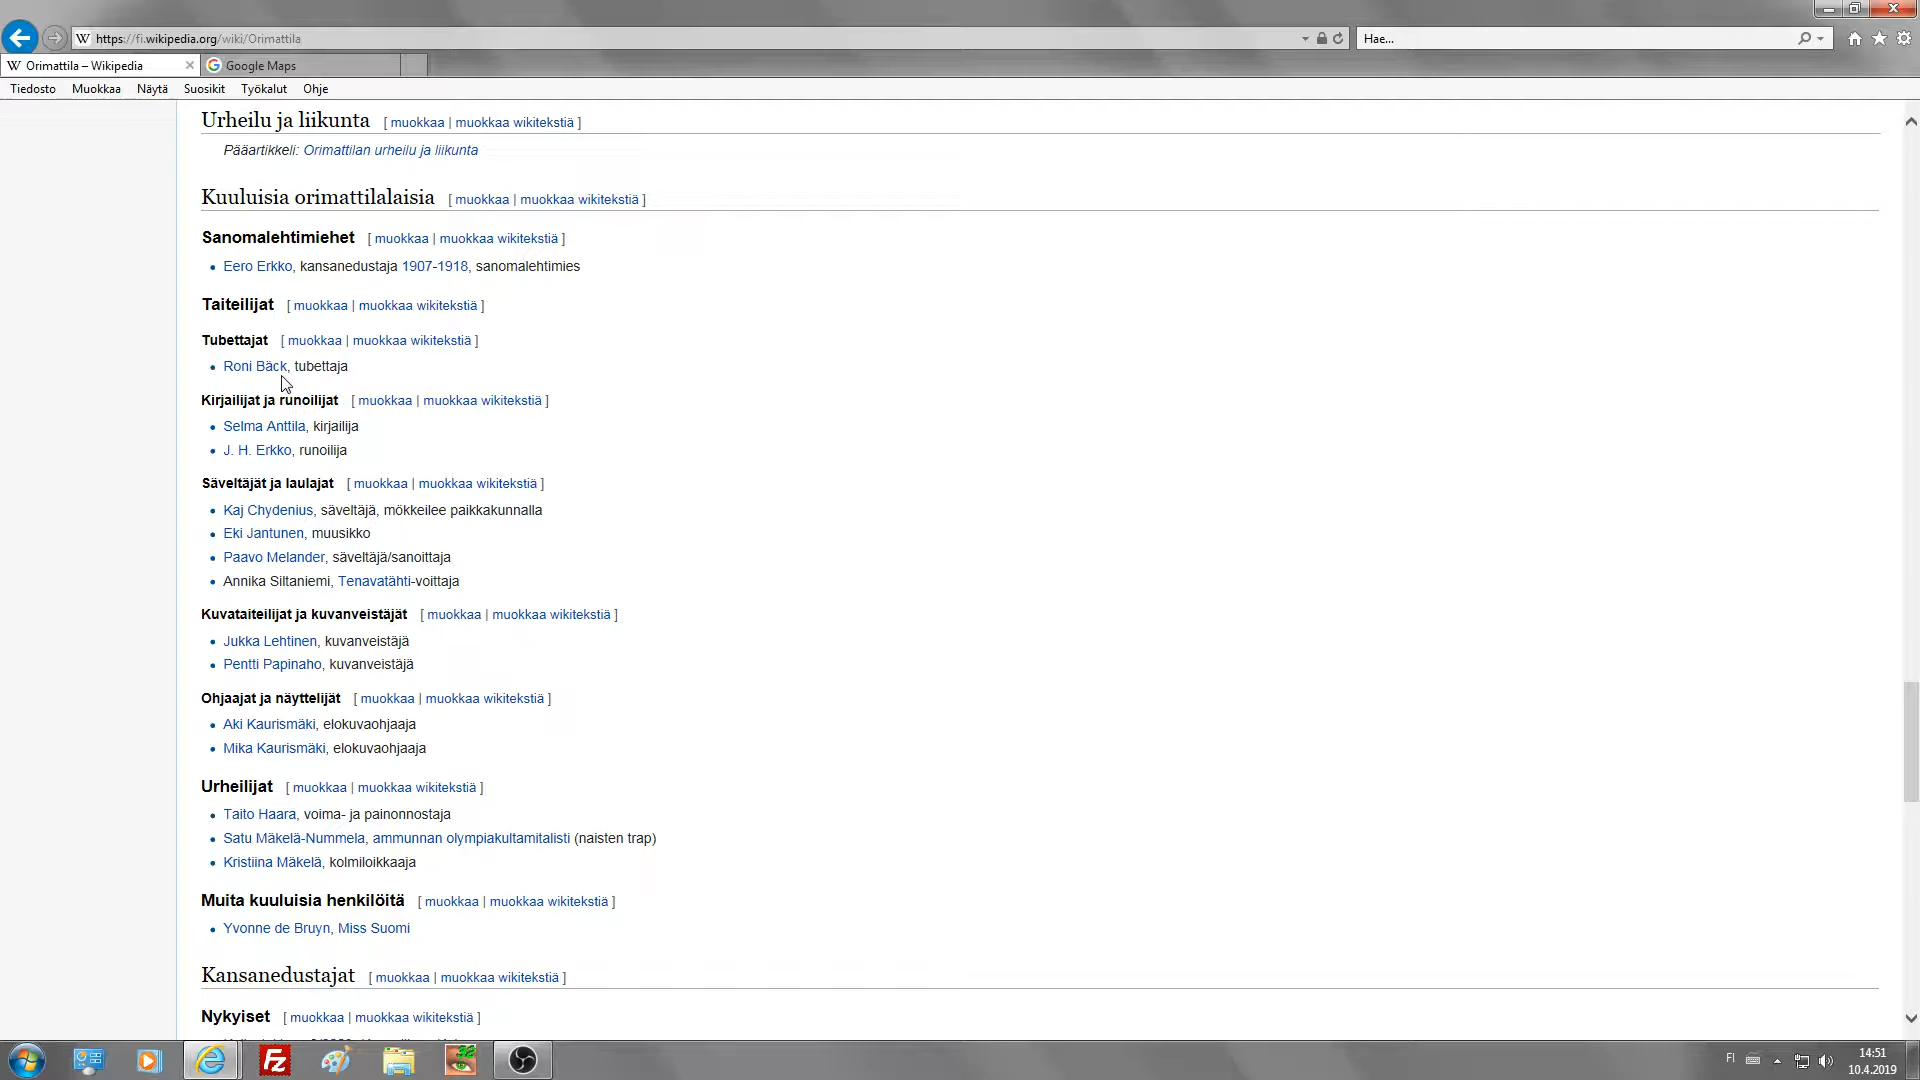 https://fi.wikipedia.org/wiki/Orimattila
Hae...
W Orimattila – Wikipedia
Google Maps
Tiedosto Muokkaa Näytä Suosikit Työkalut Ohje
Urheilu ja liikunta [ muokkaa | muokkaa wikitekstiä ]
Pääartikkeli: Orimattilan urheilu ja liikunta
Kuuluisia orimattilalaisia [ muokkaa | muokkaa wikitekstiä ]
Sanomalehtimiehet [ muokkaa | muokkaa wikitekstiä ]
• Eero Erkko, kansanedustaja 1907-1918, sanomalehtimies
Taiteilijat [ muokkaa | muokkaa wikitekstiä ]
Tubettajat [ muokkaa | muokkaa wikitekstiä ]
• Roni Bäck, tubettaja
Kirjailijat ja runoilijat [ muokkaa | muokkaa wikitekstiä ]
• Selma Anttila, kirjailija
• J. H. Erkko, runoilija
Säveltäjät ja laulajat [ muokkaa | muokkaa wikitekstiä ]
• Kaj Chydenius, säveltäjä, mökkeilee paikkakunnalla
• Eki Jantunen, muusikko
• Paavo Melander, säveltäjä/sanoittaja
• Annika Siltaniemi, Tenavatähti-voittaja
Kuvataiteilijat ja kuvanveistäjät [ muokkaa | muokkaa wikitekstiä ]
• Jukka Lehtinen, kuvanveistäjä
• Pentti Papinaho, kuvanveistäjä
Ohjaajat ja näyttelijät [ muokkaa | muokkaa wikitekstiä ]
• Aki Kaurismäki, elokuvaohjaaja
• Mika Kaurismäki, elokuvaohjaaja
Urheilijat [ muokkaa | muokkaa wikitekstiä ]
• Taito Haara, voima- ja painonnostaja
• Satu Mäkelä-Nummela, ammunnan olympiakultamitalisti (naisten trap)
• Kristiina Mäkelä, kolmiloikkaaja
Muita kuuluisia henkilöitä [ muokkaa | muokkaa wikitekstiä ]
• Yvonne de Bruyn, Miss Suomi
Kansanedustajat [ muokkaa | muokkaa wikitekstiä ]
Nykyiset [ muokkaa | muokkaa wikitekstiä ]
Fz
32
FI
14:51
10.4.2019